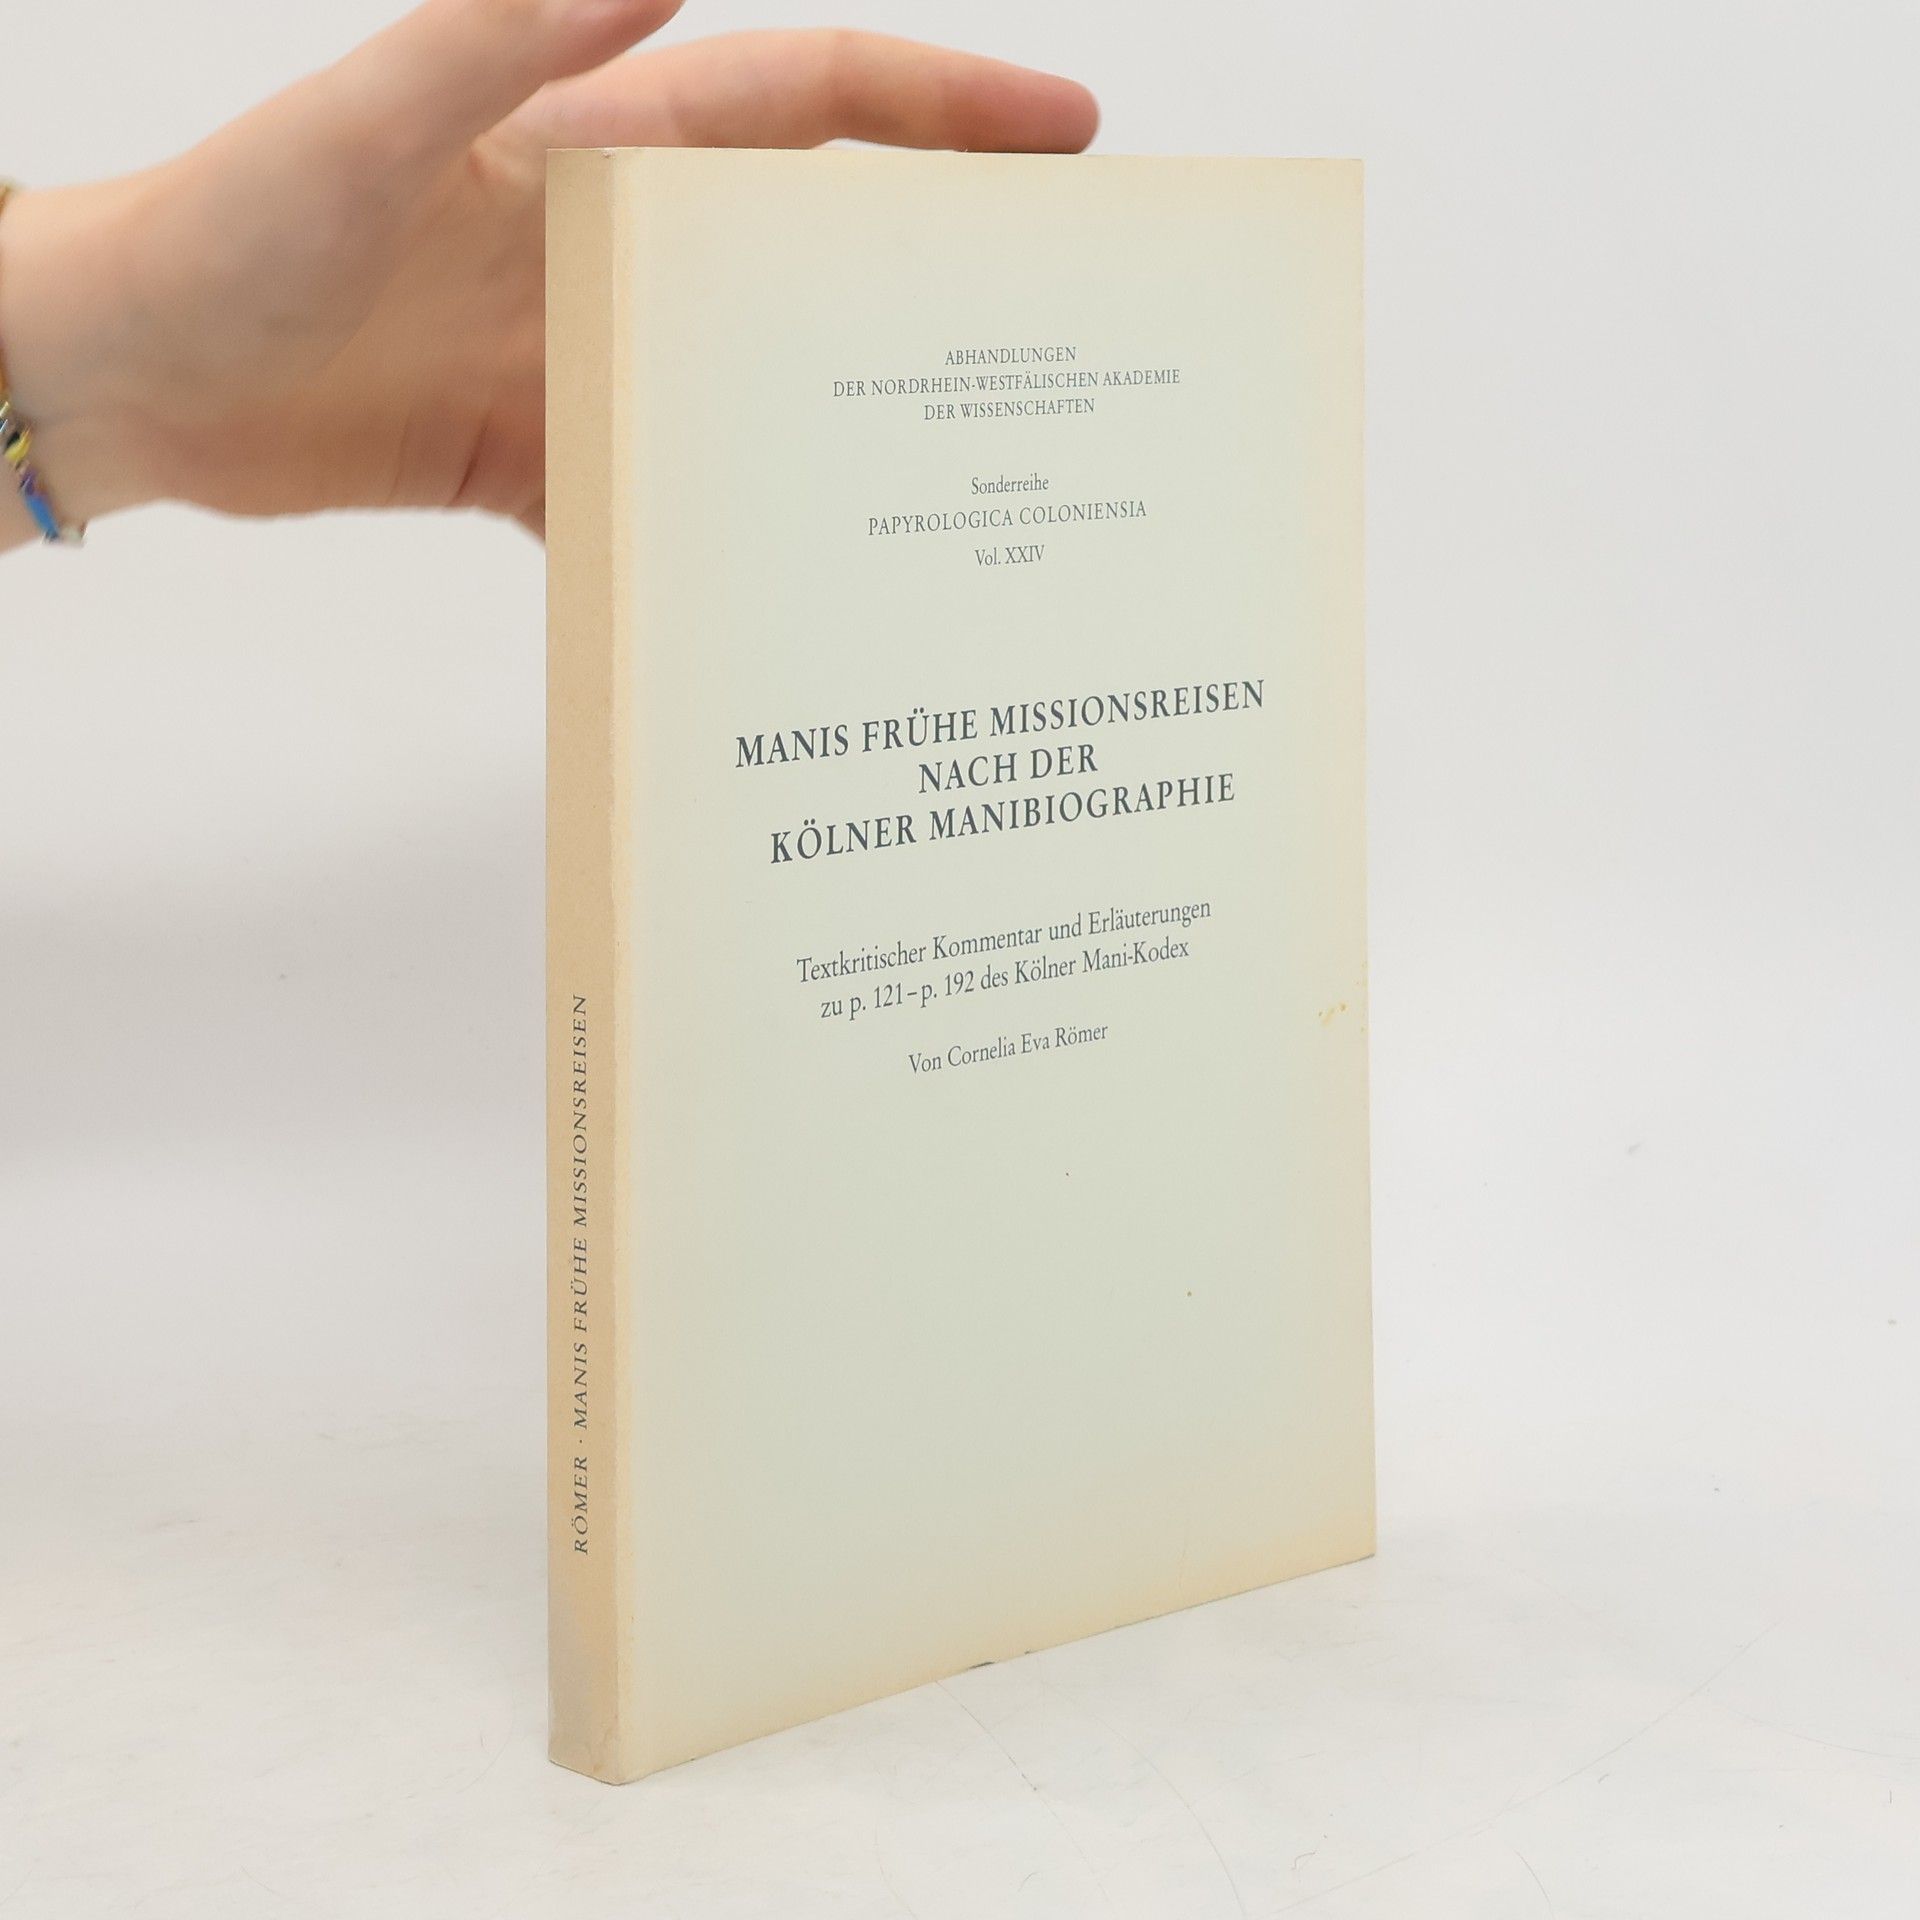 ABHANDLUNGEN
DER NORDRHEIN-WESTFÄLISCHEN AKADEMIE
DER WISSENSCHAFTEN
Sonderreihe
PAPYROLOGICA COLONIENSIA
Vol. XXIV
MANIS FRÜHE MISSIONSREISEN
NACH DER
KÖLNER MANIBIOGRAPHIE
Textkritischer Kommentar und Erläuterungen
zu p. 121–p. 192 des Kölner Mani-Kodex
Von Cornelia Eva Römer
RÖMER · MANIS FRÜHE MISSIONSREISEN